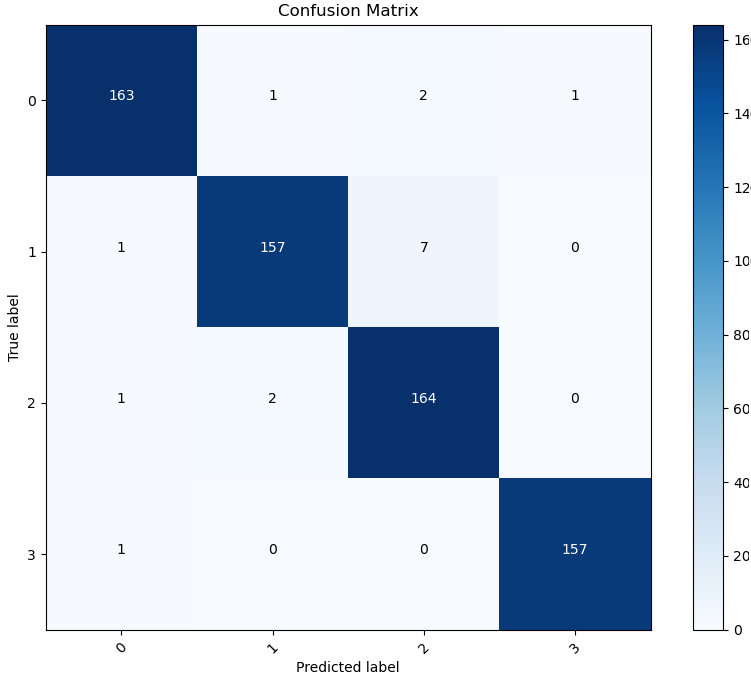 Confusion Matrix
0 163 1 2 1
1 1 157 7 0
2 1 2 164 0
3 1 0 0 157
0 1 2 3
Predicted label
True label
140
120
100
80
60
40
20
0